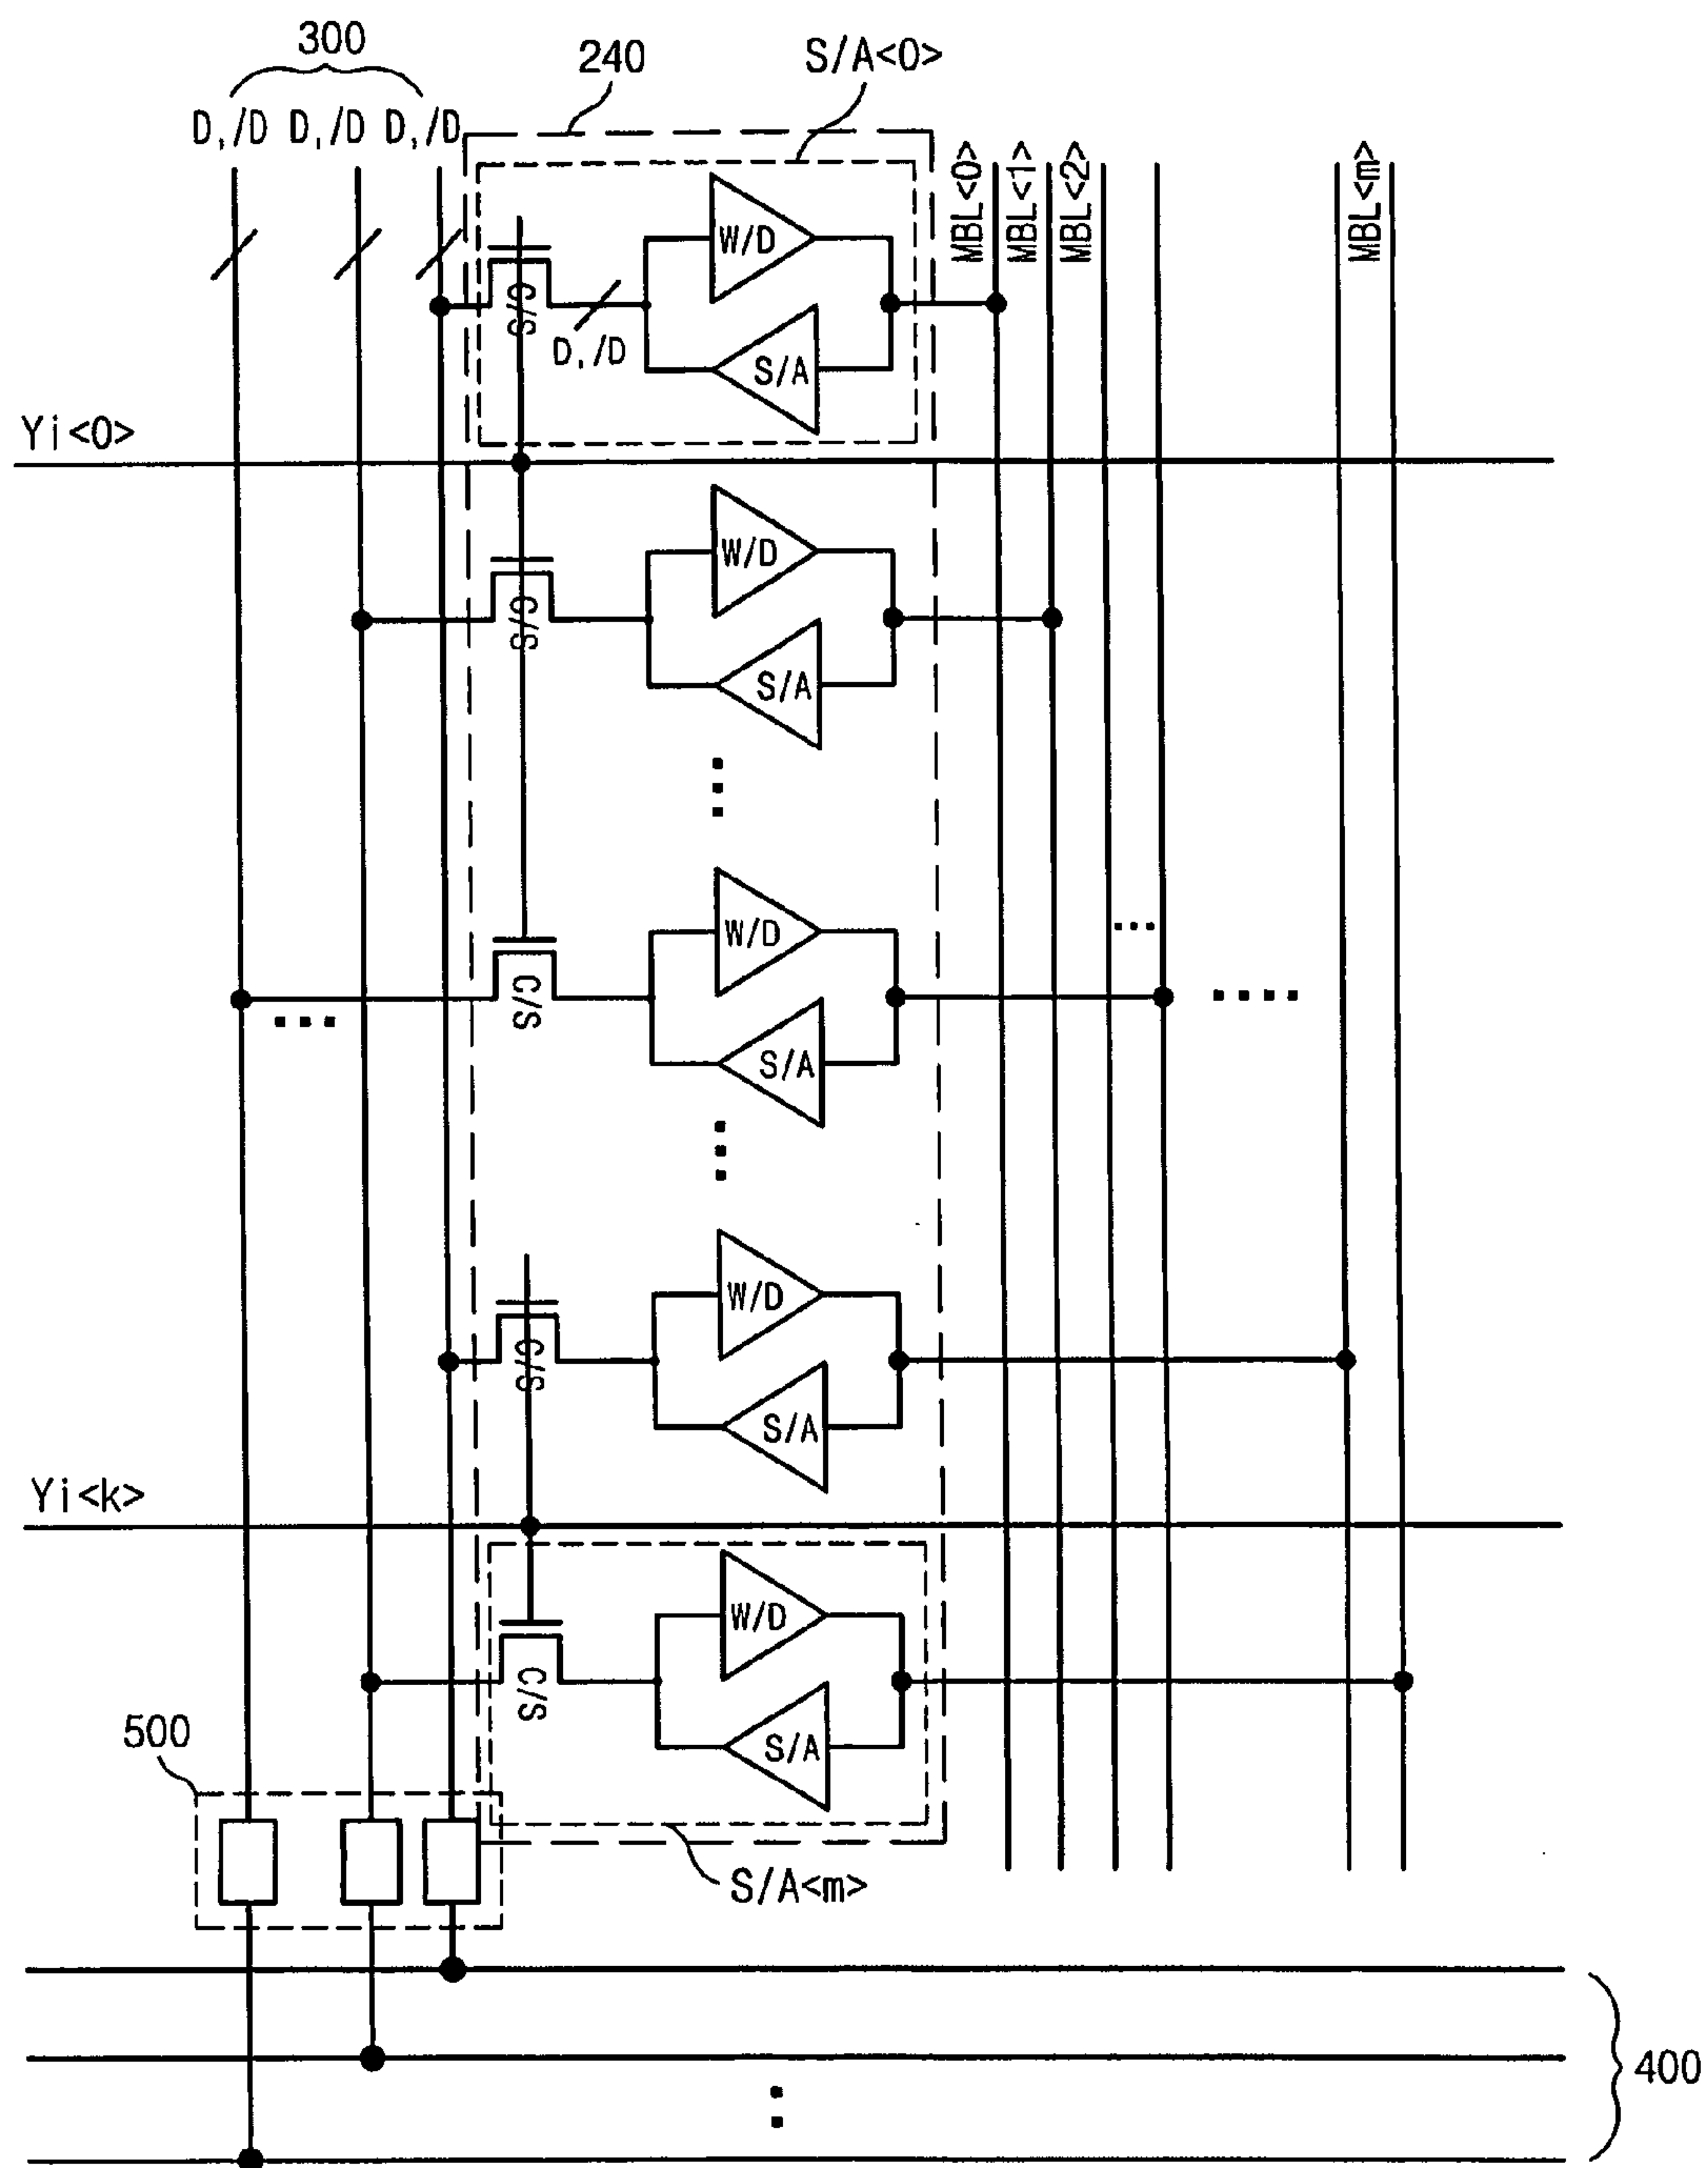 300
240
S/A<0>
D,/D D,/D D,/D
MBL<0>
MBL<1>
MBL<2>
MBL<m>
W/D
C/S
D,/D
S/A
Yi<0>
W/D
C/S
S/A
W/D
C/S
S/A
W/D
C/S
S/A
Yi<k>
W/D
C/S
S/A
500
S/A<m>
400